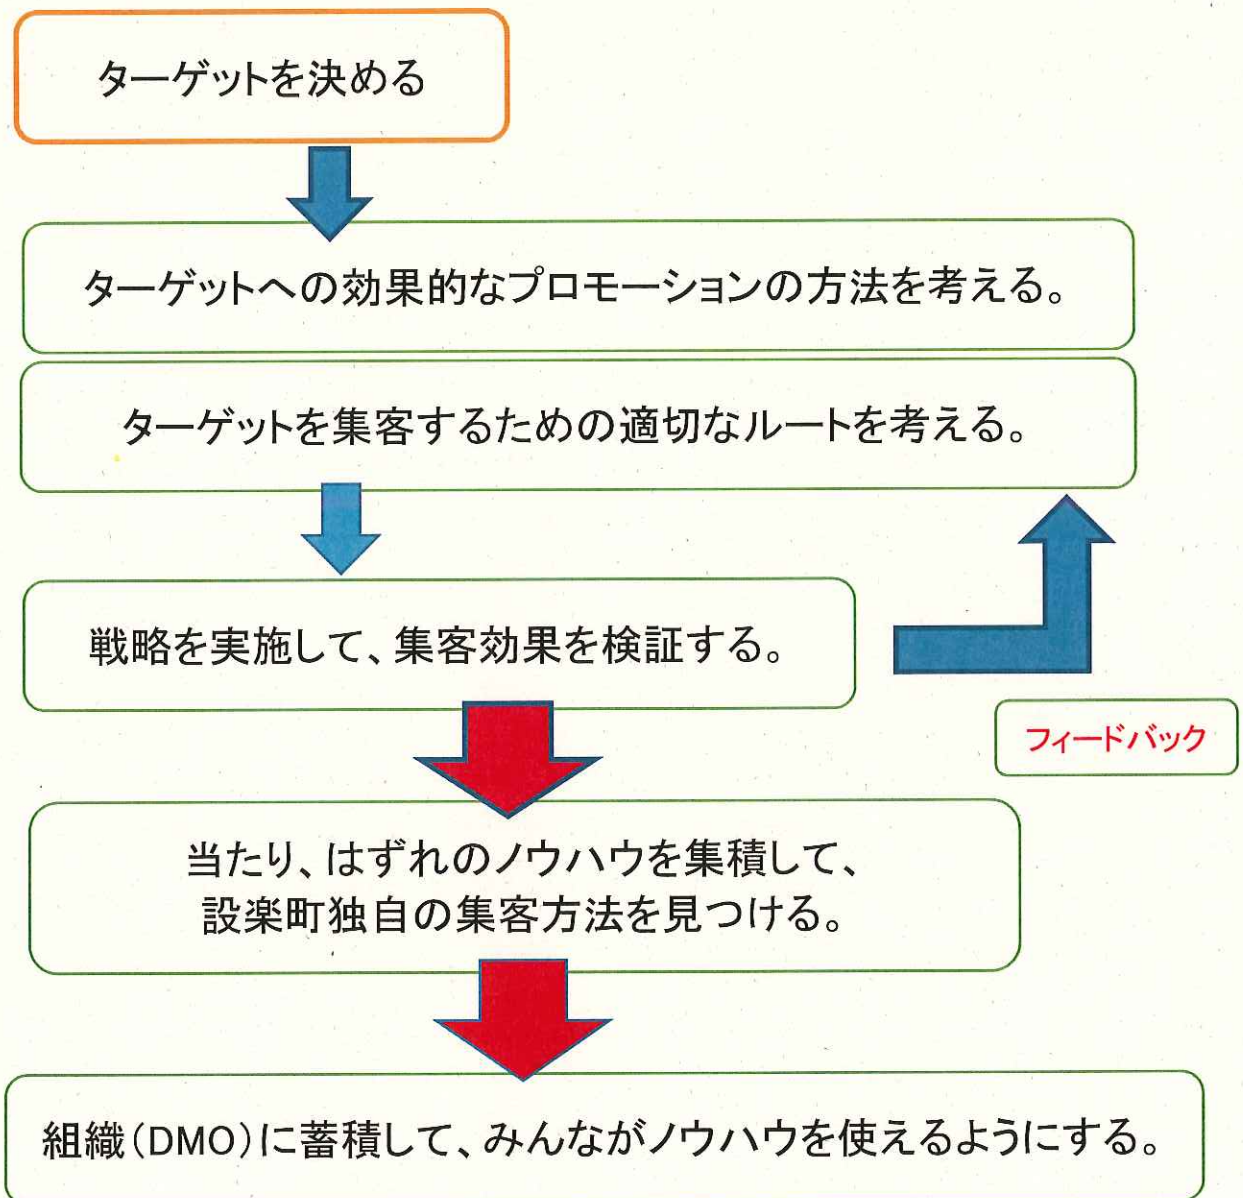 ターゲットを決める
ターゲットへの効果的なプロモーションの方法を考える。
ターゲットを集客するための適切なルートを考える。
戦略を実施して、集客効果を検証する。
フィードバック
当たり、はずれのノウハウを集積して、
設楽町独自の集客方法を見つける。
組織(DMO)に蓄積して、みんながノウハウを使えるようにする。